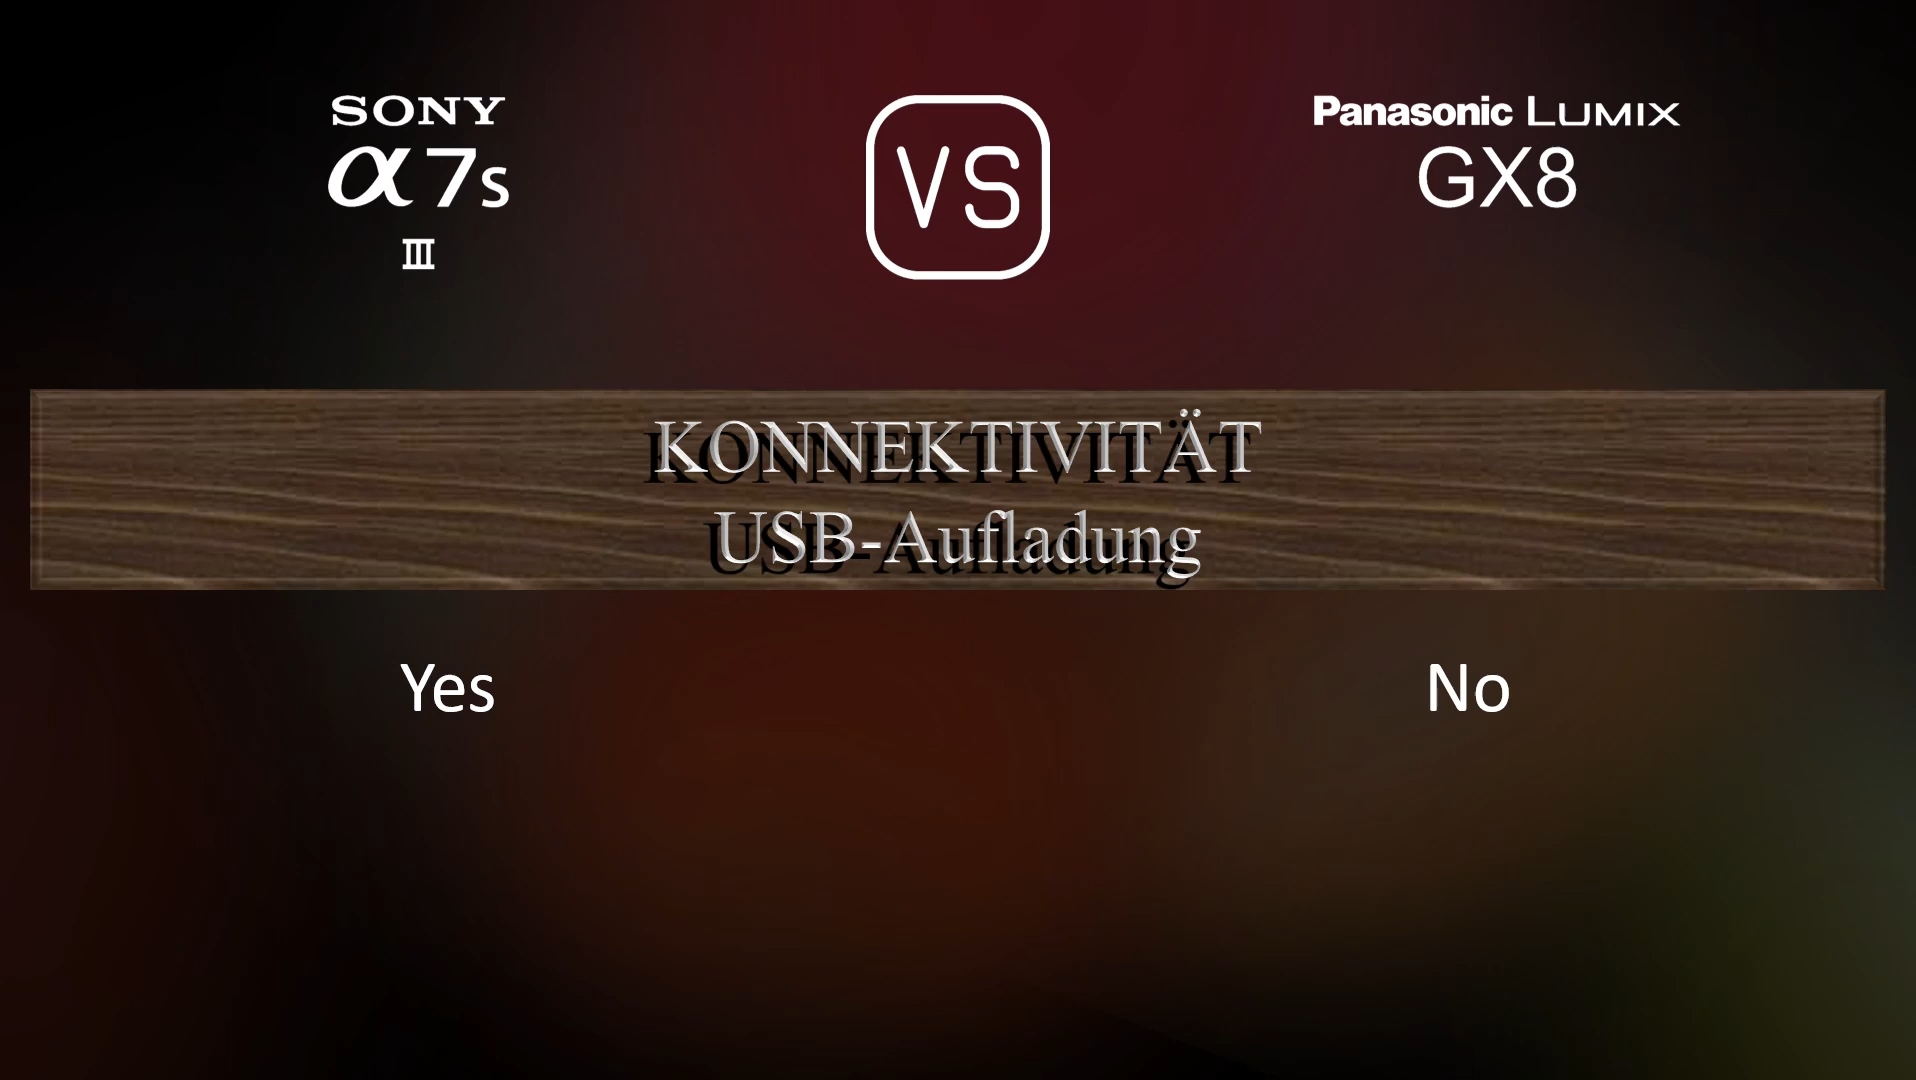 SONY
α7s
III
VS
Panasonic LUMIX
GX8
KONNEKTIVITÄT
USB-Aufladung
Yes
No